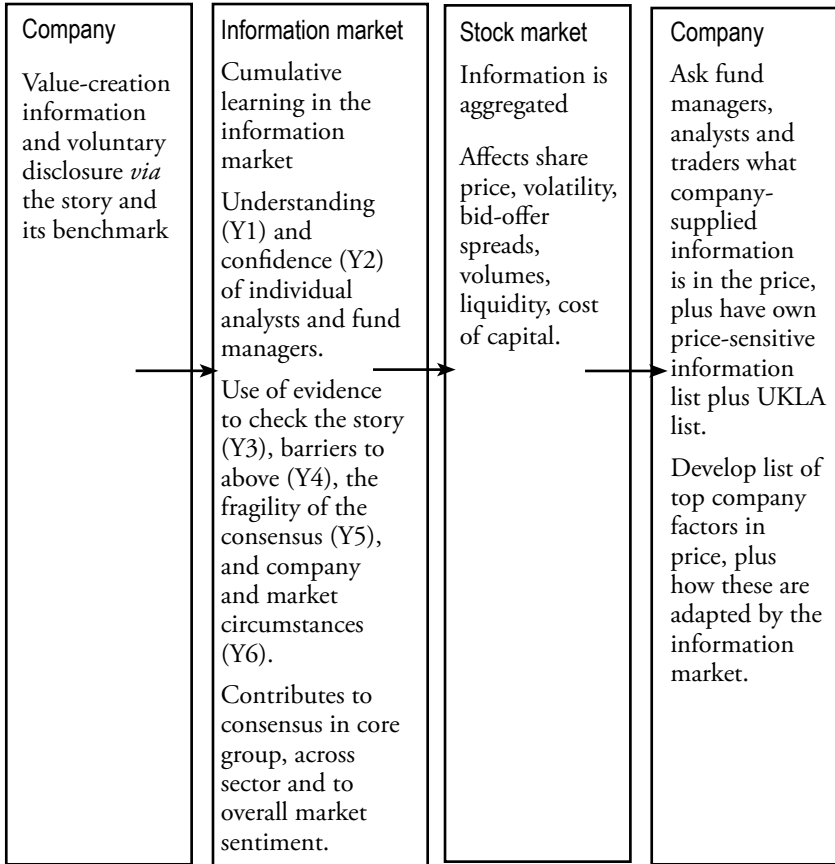 Company
Value-creation
information
and voluntary
disclosure via
the story and
its benchmark
Information market
Cumulative
learning in the
information
market
Understanding
(Y1) and
confidence (Y2)
of individual
analysts and fund
managers.
Use of evidence
to check the story
(Y3), barriers to
above (Y4), the
fragility of the
consensus (Y5),
and company
and market
circumstances
(Y6).
Contributes to
consensus in core
group, across
sector and to
overall market
sentiment.
Stock market
Information is
aggregated
Affects share
price, volatility,
bid-offer
spreads,
volumes,
liquidity, cost
of capital.
Company
Ask fund
managers,
analysts and
traders what
company-
supplied
information
is in the price,
plus have own
price-sensitive
information
list plus UKLA
list.
Develop list of
top company
factors in
price, plus
how these are
adapted by the
information
market.